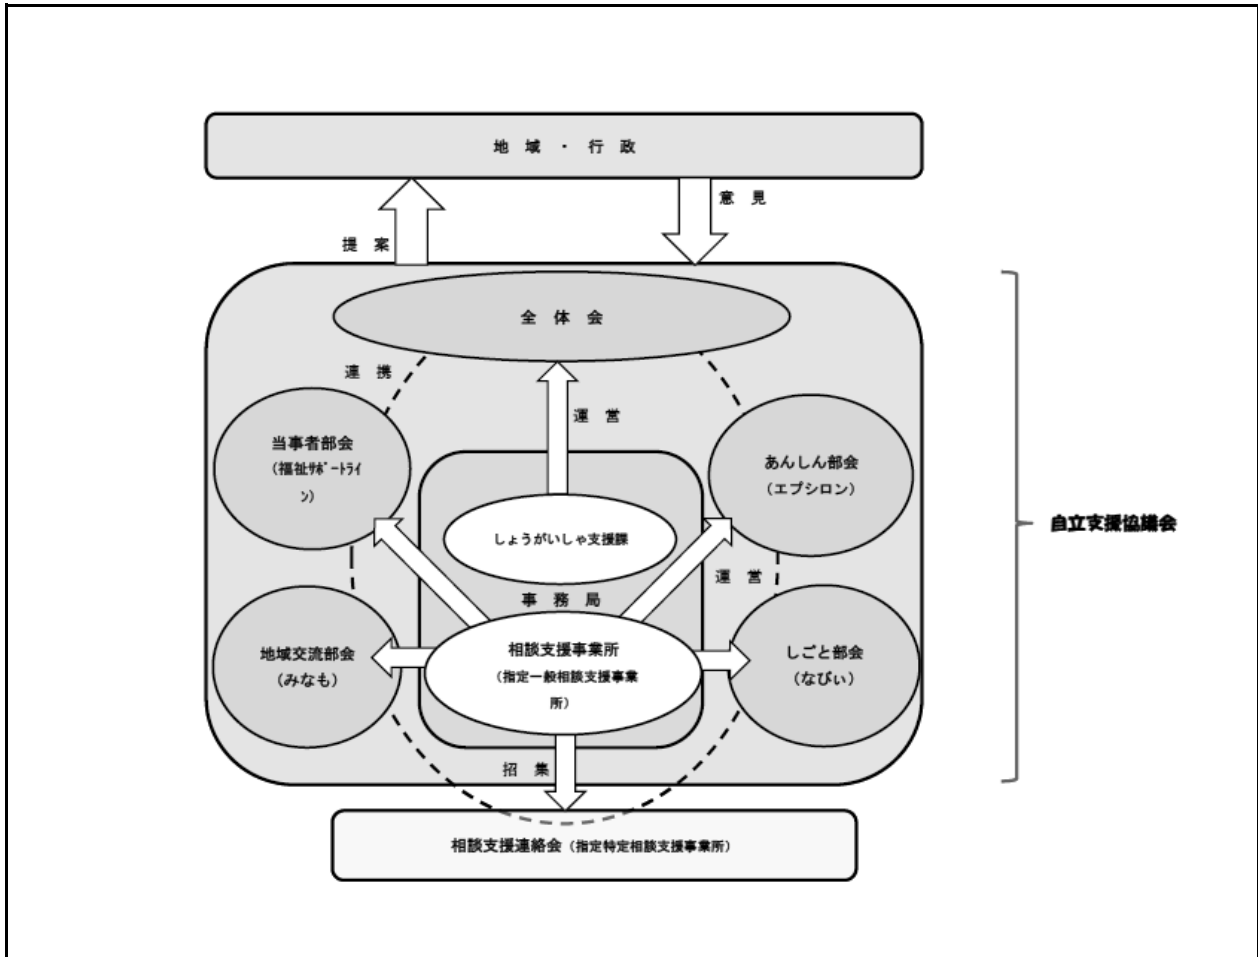 地 域 ・ 行 政
意 見
提 案
全 体 会
連 携
運 営
当事者部会
(福祉ｻﾎﾟｰﾄﾗｲ
ﾝ)
あんしん部会
(エプシロン)
しょうがいしゃ支援課
自立支援協議会
運 営
事 務 局
相談支援事業所
(指定一般相談支援事業
所)
地域交流部会
(みなも)
しごと部会
(なびぃ)
招 集
相談支援連絡会(指定特定相談支援事業所)